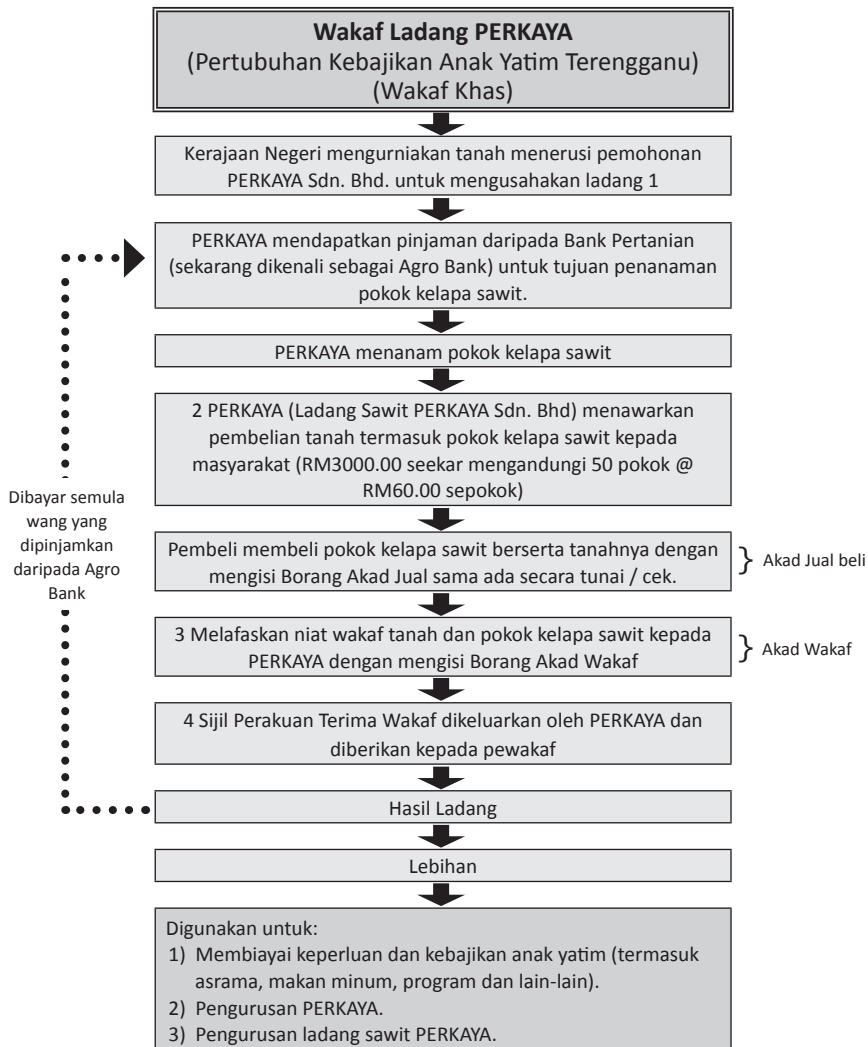 Wakaf Ladang PERKAYA
(Pertubuhan Kebajikan Anak Yatim Terengganu)
(Wakaf Khas)
Kerajaan Negeri mengurniakan tanah menerusi pemohonan
PERKAYA Sdn. Bhd. untuk mengusahakan ladang 1
PERKAYA mendapatkan pinjaman daripada Bank Pertanian
(sekarang dikenali sebagai Agro Bank) untuk tujuan penanaman
pokok kelapa sawit.
PERKAYA menanam pokok kelapa sawit
2 PERKAYA (Ladang Sawit PERKAYA Sdn. Bhd) menawarkan
pembelian tanah termasuk pokok kelapa sawit kepada
masyarakat (RM3000.00 seekar mengandungi 50 pokok @
RM60.00 sepokok)
Dibayar semula
wang yang
dipinjamkan
daripada Agro
Bank
Pembeli membeli pokok kelapa sawit berserta tanahnya dengan
mengisi Borang Akad Jual sama ada secara tunai / cek.
} Akad Jual beli
3 Melafaskan niat wakaf tanah dan pokok kelapa sawit kepada
PERKAYA dengan mengisi Borang Akad Wakaf
} Akad Wakaf
4 Sijil Perakuan Terima Wakaf dikeluarkan oleh PERKAYA dan
diberikan kepada pewakaf
Hasil Ladang
Lebihan
Digunakan untuk:
1) Membiayai keperluan dan kebajikan anak yatim (termasuk
asrama, makan minum, program dan lain-lain).
2) Pengurusan PERKAYA.
3) Pengurusan ladang sawit PERKAYA.